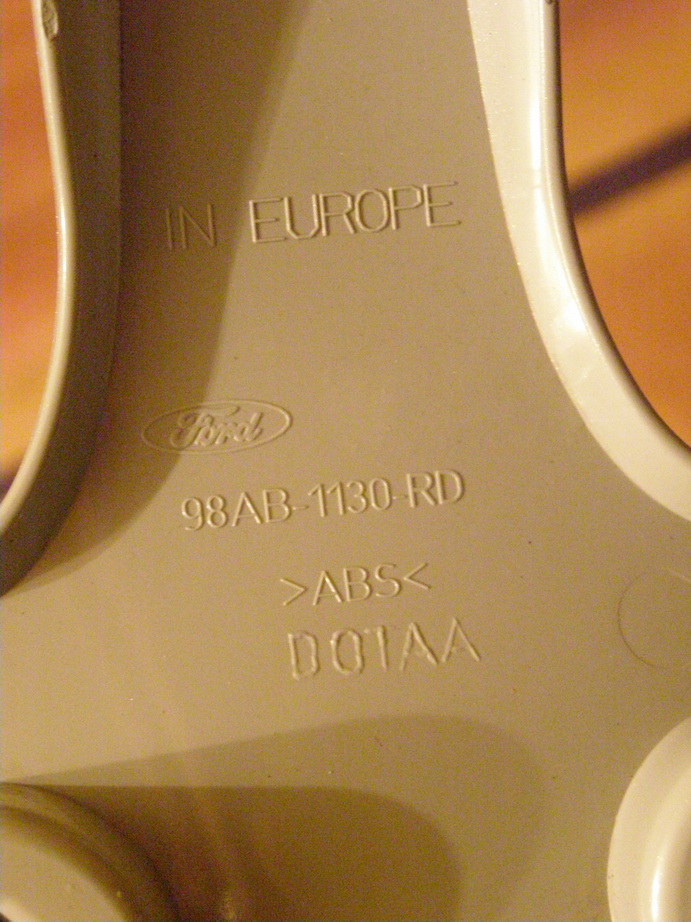 IN EUROPE
Ford
98AB-1130-RD
>ABS<
D01AA